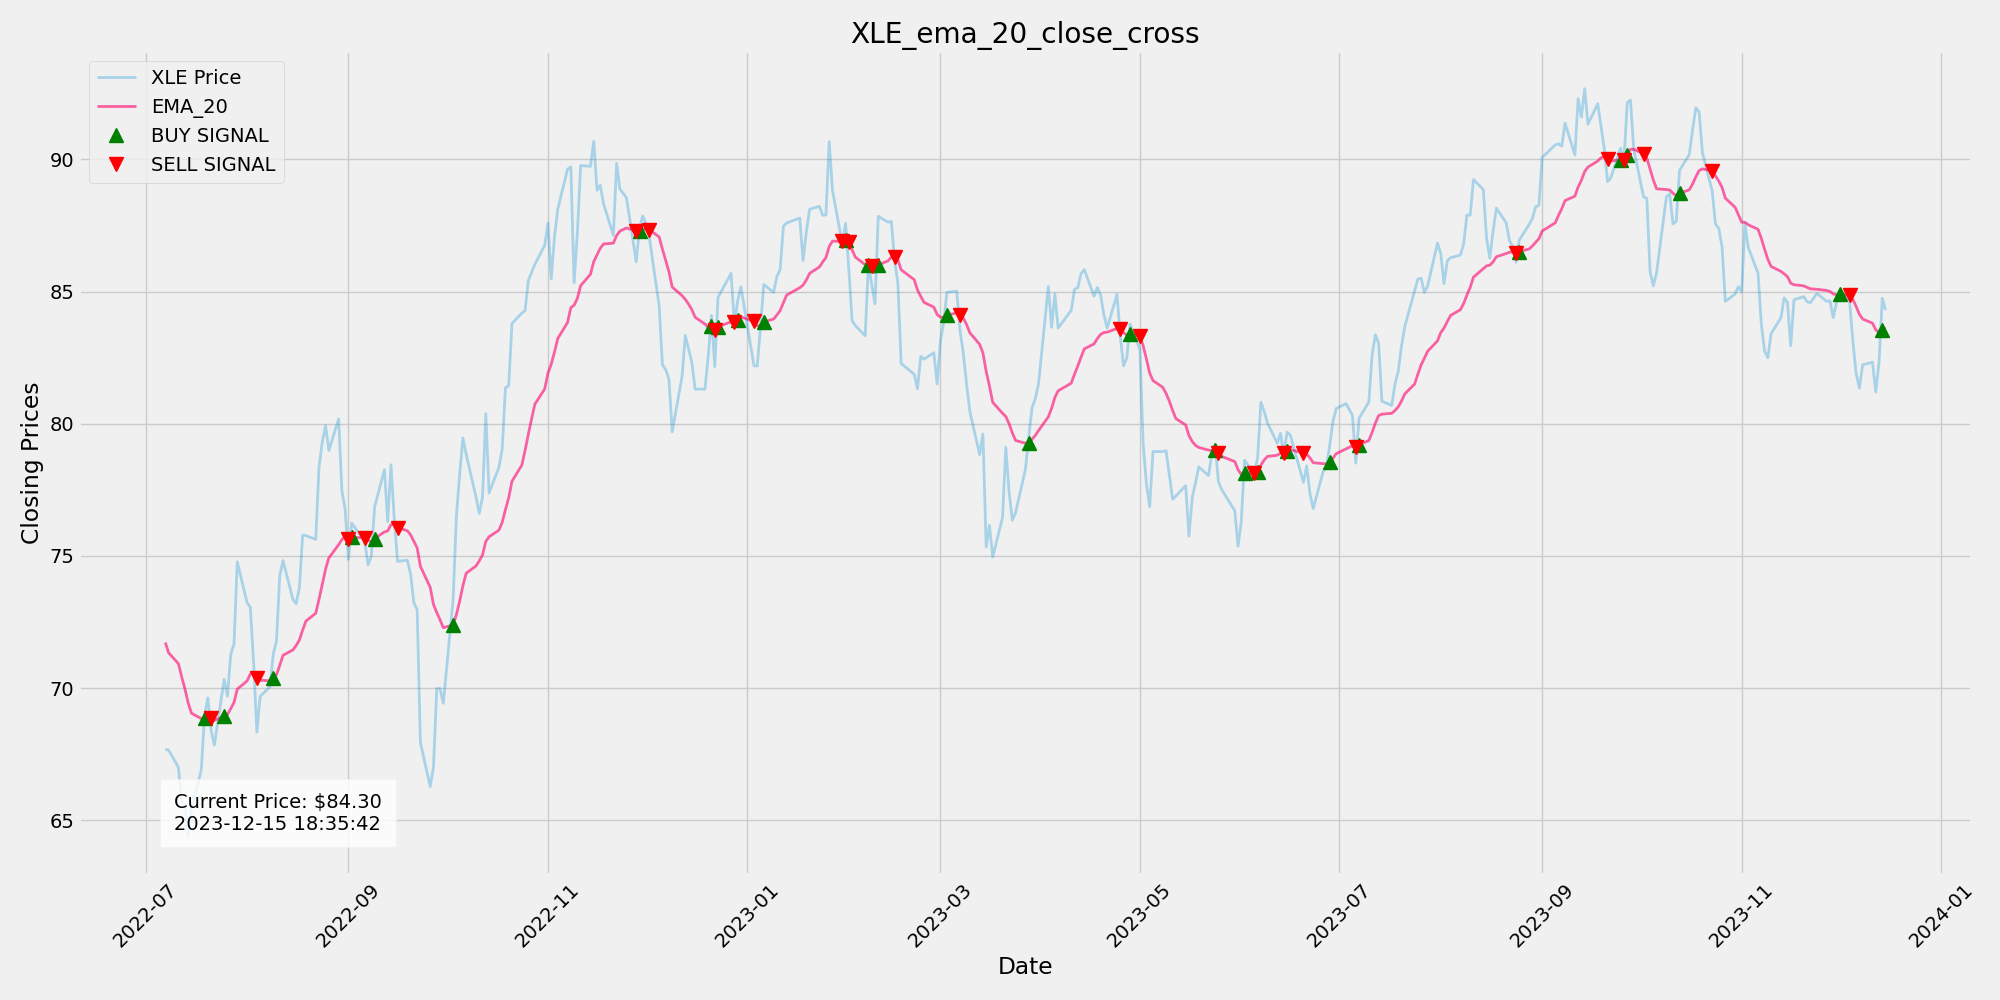 XLE_ema_20_close_cross
XLE Price
EMA_20
BUY SIGNAL
SELL SIGNAL
90
85
80
75
70
65
Closing Prices
Current Price: $84.30
2023-12-15 18:35:42
2022-07
2022-09
2022-11
2023-01
2023-03
2023-05
2023-07
2023-09
2023-11
2024-01
Date